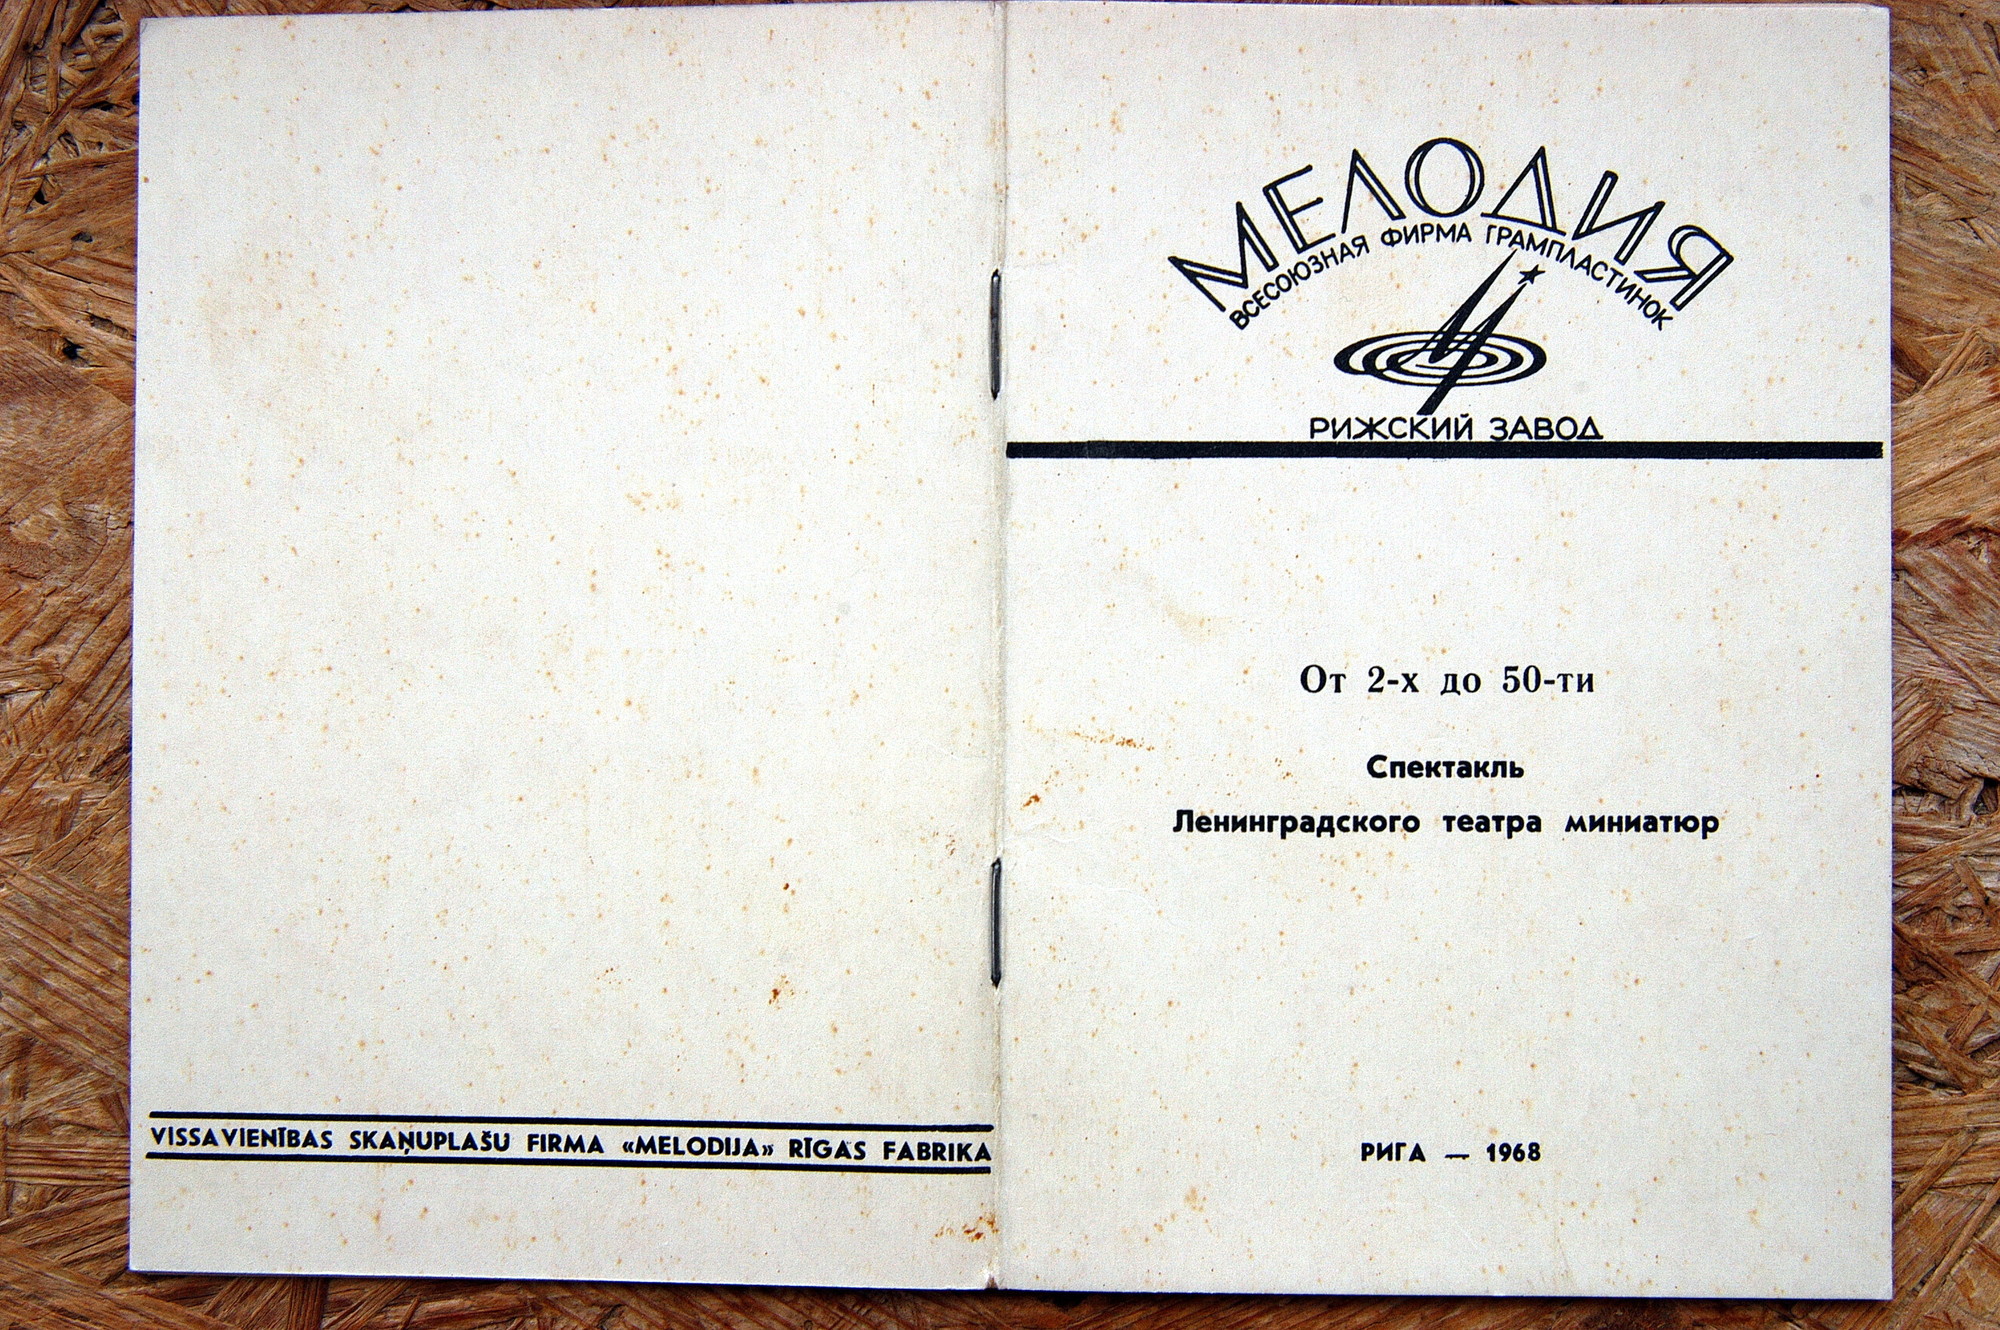 VISSAVIENĪBAS SKAŅUPLAŠU FIRMA «MELODIJA» RĪGAS FABRIKA
МЕЛОДИЯ
ВСЕСОЮЗНАЯ ФИРМА ГРАМПЛАСТИНОК
РИЖСКИЙ ЗАВОД
От 2-х до 50-ти
Спектакль
Ленинградского театра миниатюр
РИГА — 1968